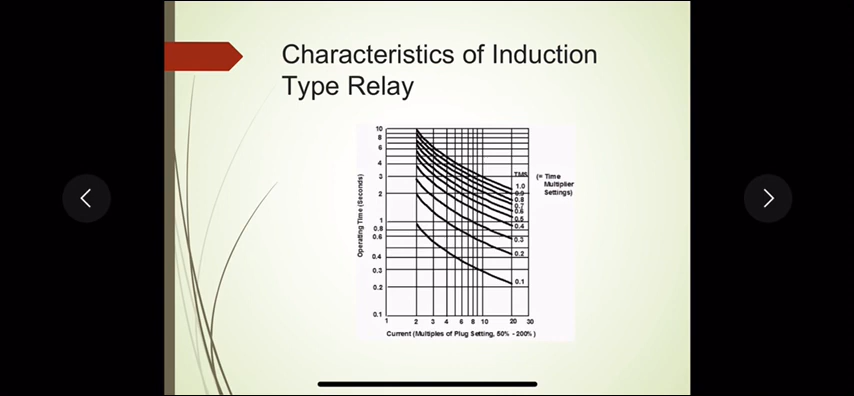 Characteristics of Induction
Type Relay
10
8
6
4
3
2
1
0.8
0.6
0.4
0.3
0.2
0.1
Operating Time (Seconds)
TMS
(= Time
Multiplier
Settings)
1.0
0.9
0.8
0.7
0.6
0.5
0.4
0.3
0.2
0.1
1 2 3 4 6 8 10 20 30
Current (Multiples of Plug Setting, 50% - 200%)